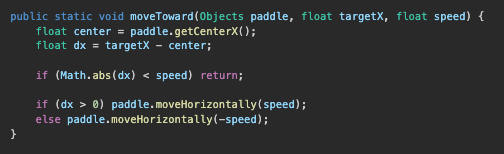 public static void moveToward(Objects paddle, float targetX, float speed) {
    float center = paddle.getCenterX();
    float dx = targetX - center;

    if (Math.abs(dx) < speed) return;

    if (dx > 0) paddle.moveHorizontally(speed);
    else paddle.moveHorizontally(-speed);
}